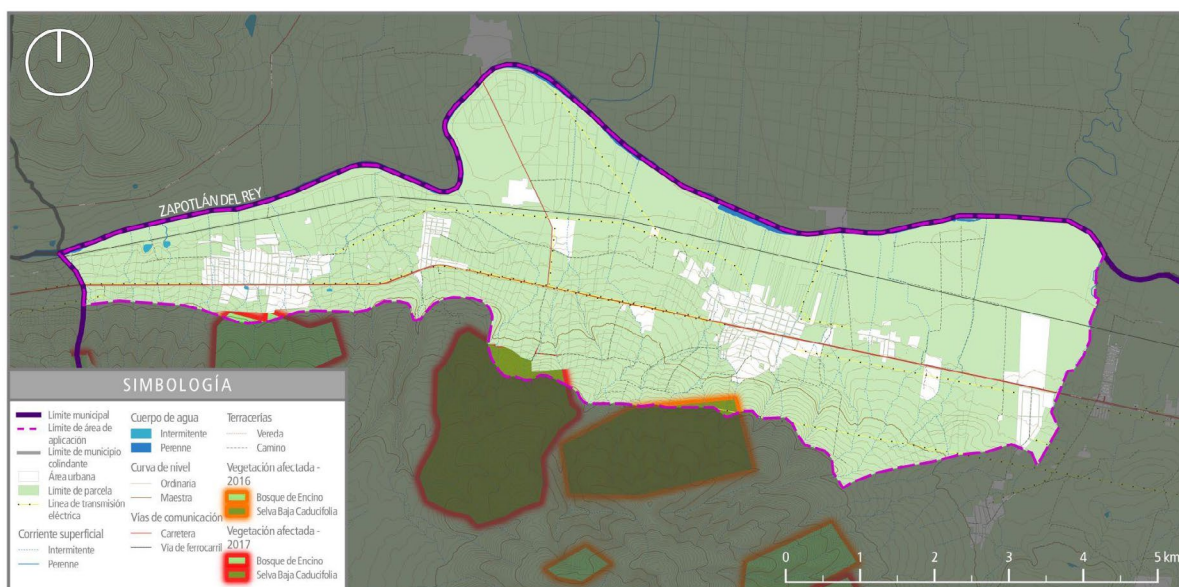 ZAPOTLÁN DEL REY
SIMBOLOGÍA
Límite municipal
Límite de área de
aplicación
Límite de municipio
colindante
Área urbana
Límite de parcela
Línea de transmisión
eléctrica
Corriente superficial
Intermitente
Perenne
Cuerpo de agua
Intermitente
Perenne
Curva de nivel
Ordinaria
Maestra
Vías de comunicación
Carretera
Vía de ferrocarril
Terracerías
Vereda
Camino
Vegetación afectada -
2016
Bosque de Encino
Selva Baja Caducifolia
Vegetación afectada -
2017
Bosque de Encino
Selva Baja Caducifolia
0 1 2 3 4 5 km